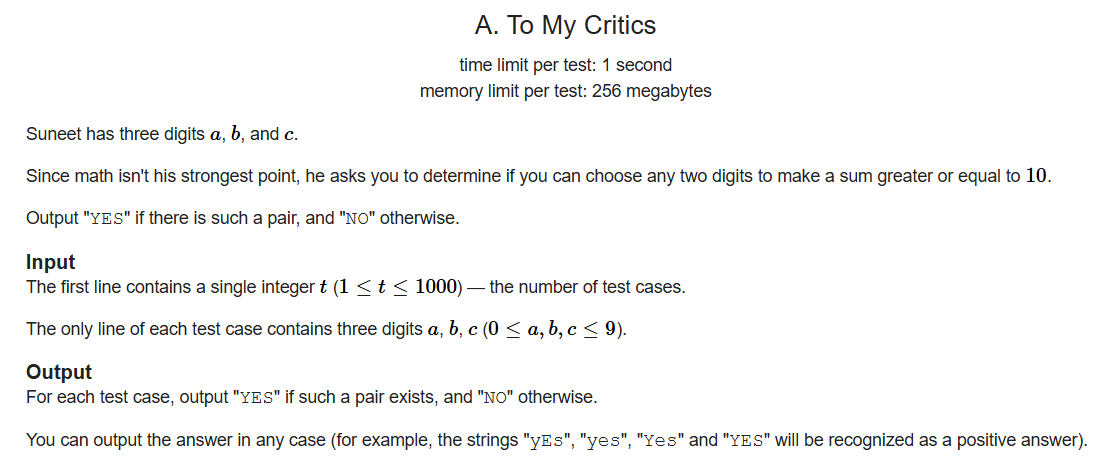 A. To My Critics
time limit per test: 1 second
memory limit per test: 256 megabytes
Suneet has three digits a, b, and c.
Since math isn't his strongest point, he asks you to determine if you can choose any two digits to make a sum greater or equal to 10.
Output "YES" if there is such a pair, and "NO" otherwise.
Input
The first line contains a single integer t (1 ≤ t ≤ 1000) — the number of test cases.
The only line of each test case contains three digits a, b, c (0 ≤ a, b, c ≤ 9).
Output
For each test case, output "YES" if such a pair exists, and "NO" otherwise.
You can output the answer in any case (for example, the strings "yEs", "yes", "Yes" and "YES" will be recognized as a positive answer).